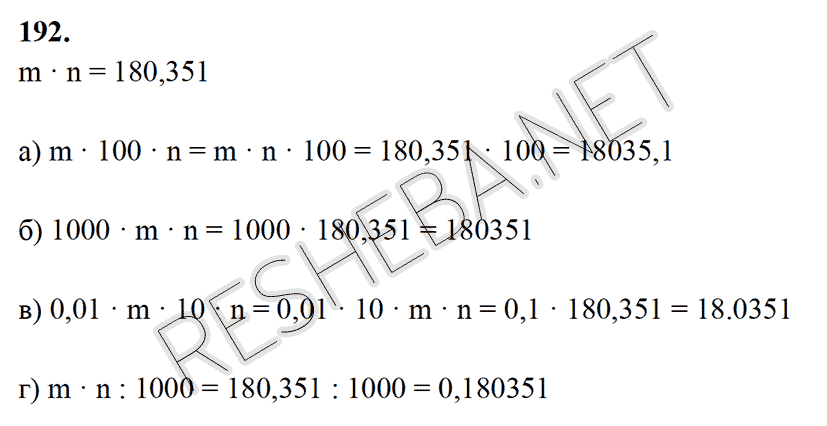 192.
m · n = 180,351
а) m · 100 · n = m · n · 100 = 180,351 · 100 = 18035,1
б) 1000 · m · n = 1000 · 180,351 = 180351
в) 0,01 · m · 10 · n = 0,01 · 10 · m · n = 0,1 · 180,351 = 18.0351
г) m · n : 1000 = 180,351 : 1000 = 0,180351
RESHEBA.NET